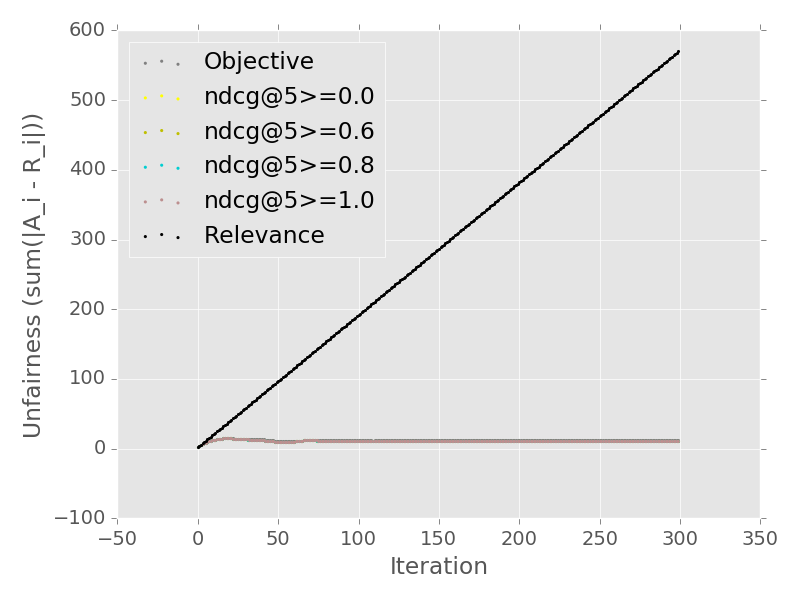 600
500
400
300
200
100
0
−100
Unfairness (sum(|A_i - R_i|))
Objective
ndcg@5>=0.0
ndcg@5>=0.6
ndcg@5>=0.8
ndcg@5>=1.0
Relevance
−50 0 50 100 150 200 250 300 350
Iteration